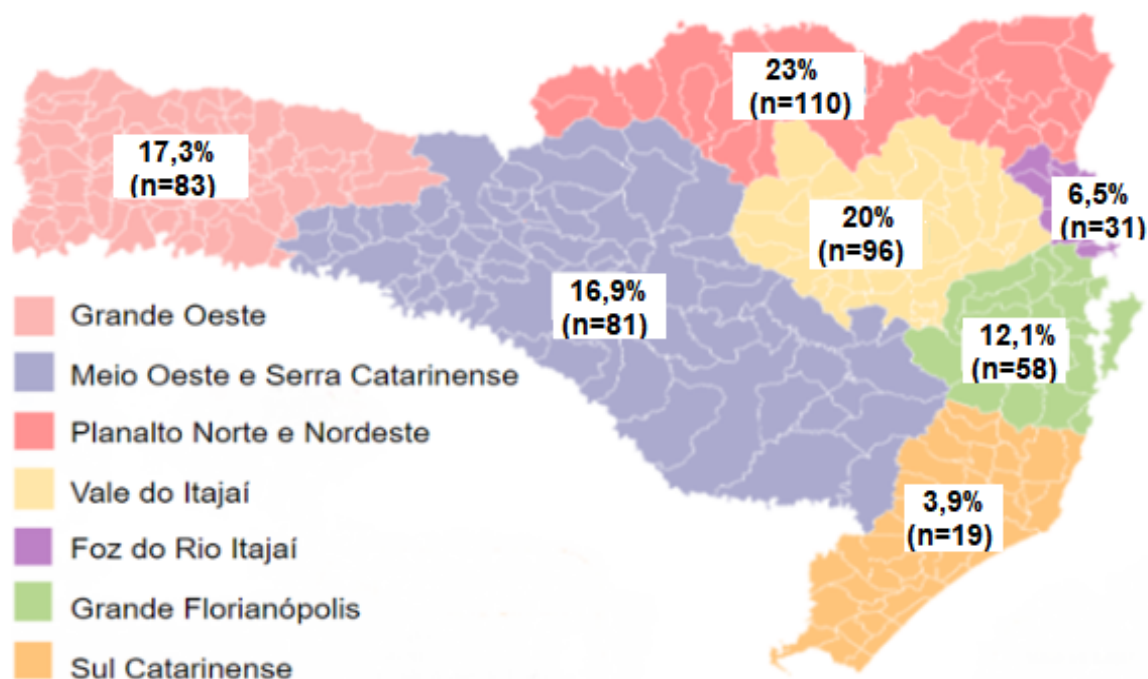 23%
(n=110)
17,3%
(n=83)
6,5%
(n=31)
20%
(n=96)
16,9%
(n=81)
12,1%
(n=58)
3,9%
(n=19)
Grande Oeste
Meio Oeste e Serra Catarinense
Planalto Norte e Nordeste
Vale do Itajaí
Foz do Rio Itajaí
Grande Florianópolis
Sul Catarinense